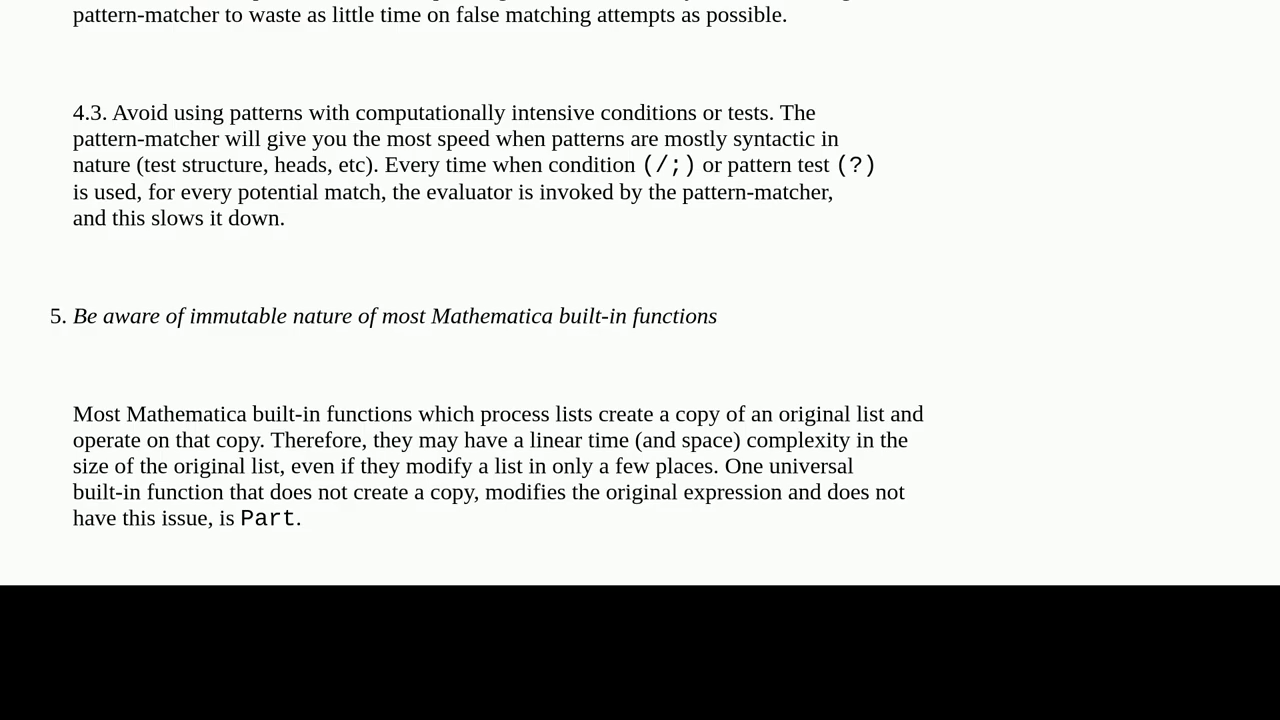 pattern-matcher to waste as little time on false matching attempts as possible.
4.3. Avoid using patterns with computationally intensive conditions or tests. The
pattern-matcher will give you the most speed when patterns are mostly syntactic in
nature (test structure, heads, etc). Every time when condition (/;) or pattern test (?)
is used, for every potential match, the evaluator is invoked by the pattern-matcher,
and this slows it down.
5. Be aware of immutable nature of most Mathematica built-in functions
Most Mathematica built-in functions which process lists create a copy of an original list and
operate on that copy. Therefore, they may have a linear time (and space) complexity in the
size of the original list, even if they modify a list in only a few places. One universal
built-in function that does not create a copy, modifies the original expression and does not
have this issue, is Part.